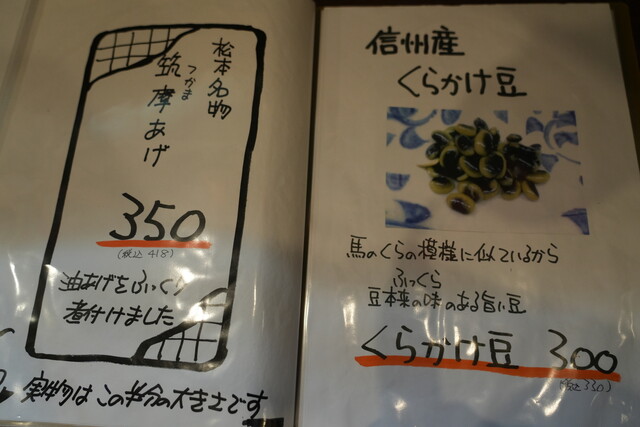 松本名物
つかま
筑摩あげ
350
(税込 418)
油あげをふっくり
煮付けました
実物はこの半分の大きさです
信州産
くらかけ豆
馬のくらの模様に似ているから
ふっくら
豆本来の味のある旨い豆
くらかけ豆 300
(税込330)